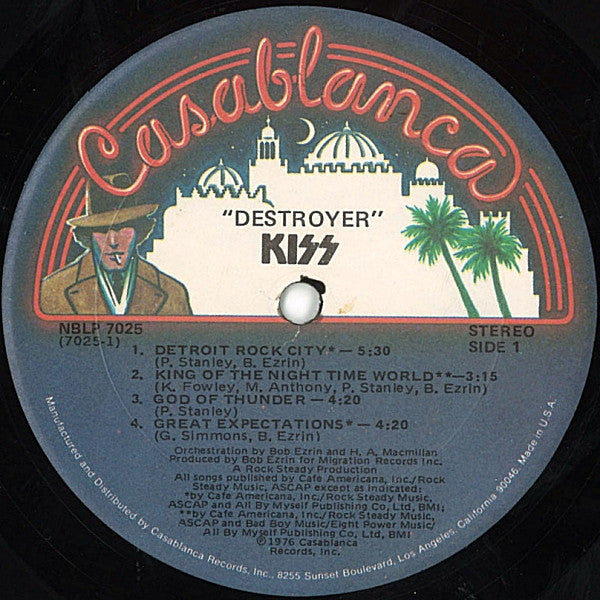 Casablanca
"DESTROYER"
KISS
NBLP 7025
(7025-1)
STEREO
SIDE 1
1. DETROIT ROCK CITY*— 5:30
(P. Stanley, B. Ezrin)
2. KING OF THE NIGHT TIME WORLD**—3:15
(K. Fowley, M. Anthony, P. Stanley, B. Ezrin)
3. GOD OF THUNDER — 4:20
(P. Stanley)
4. GREAT EXPECTATIONS* — 4:20
(G. Simmons, B. Ezrin)
Orchestration by Bob Ezrin and H. A. Macmillan
Produced by Bob Ezrin for Migration Records Inc.
A Rock Steady Production
All songs published by Cafe Americana, Inc./Rock
Steady Music, ASCAP except as indicated:
*by Cafe Americana, Inc./Rock Steady Music,
ASCAP and All By Myself Publishing Co, Ltd, BMI
**by Cafe Americana, Inc./Rock Steady Music,
ASCAP and Bad Boy Music/Eight Power Music/
All By Myself Publishing Co, Ltd, BMI
©1976 Casablanca
Records, Inc.
Manufactured and Distributed by Casablanca Records, Inc., 8255 Sunset Boulevard, Los Angeles, California 90046, Made in U.S.A.